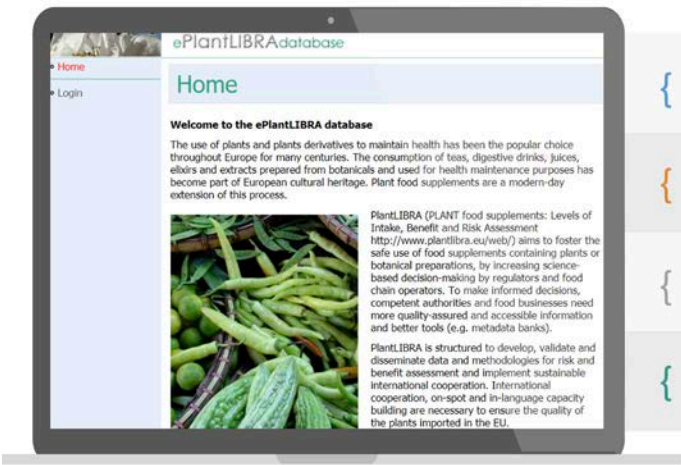 ePlantLIBRAdatabase
Home
Login
Home
Welcome to the ePlantLIBRA database
The use of plants and plants derivatives to maintain health has been the popular choice
throughout Europe for many centuries. The consumption of teas, digestive drinks, juices,
elixirs and extracts prepared from botanicals and used for health maintenance purposes has
become part of European cultural heritage. Plant food supplements are a modern-day
extension of this process.
PlantLIBRA (PLANT food supplements: Levels of
Intake, Benefit and Risk Assessment
http://www.plantlibra.eu/web/) aims to foster the
safe use of food supplements containing plants or
botanical preparations, by increasing science-
based decision-making by regulators and food
chain operators. To make informed decisions,
competent authorities and food businesses need
more quality-assured and accessible information
and better tools (e.g. metadata banks).
PlantLIBRA is structured to develop, validate and
disseminate data and methodologies for risk and
benefit assessment and implement sustainable
international cooperation. International
cooperation, on-spot and in-language capacity
building are necessary to ensure the quality of
the plants imported in the EU.
{
{
{
{